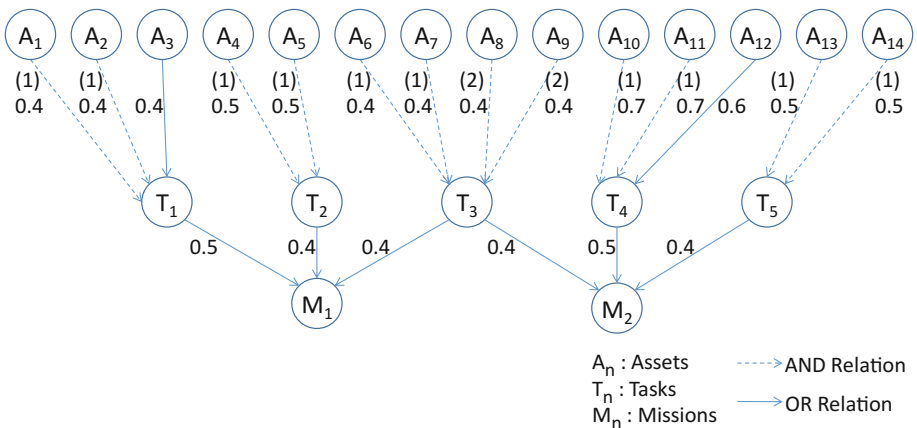 A1 A2 A3 A4 A5 A6 A7 A8 A9 A10 A11 A12 A13 A14
(1) (1) (1) (1) (1) (1) (2) (2) (1) (1) (1) (1)
0.4 0.4 0.4 0.5 0.5 0.4 0.4 0.4 0.4 0.7 0.7 0.6 0.5 0.5
T1 T2 T3 T4 T5
0.5 0.4 0.4 0.4 0.5 0.4
M1 M2
An : Assets
AND Relation
Tn : Tasks
OR Relation
Mn : Missions